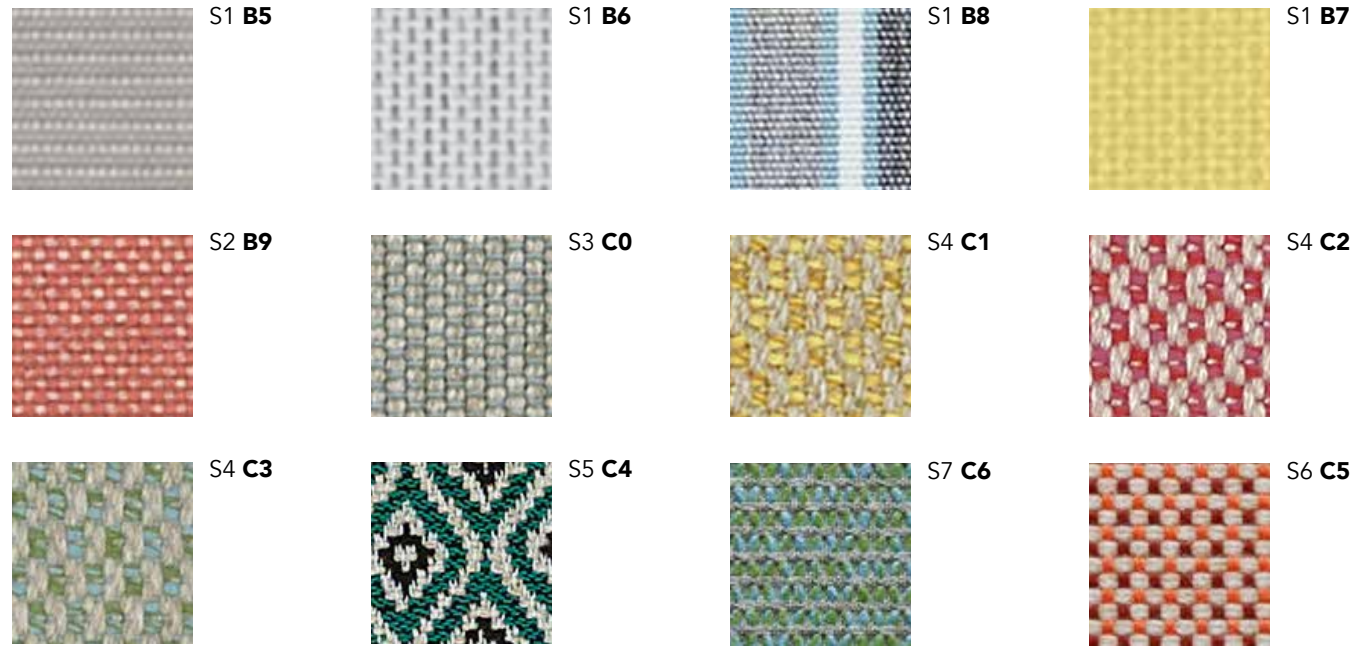 S1 B5
S1 B6
S1 B8
S1 B7
S2 B9
S3 C0
S4 C1
S4 C2
S4 C3
S5 C4
S7 C6
S6 C5